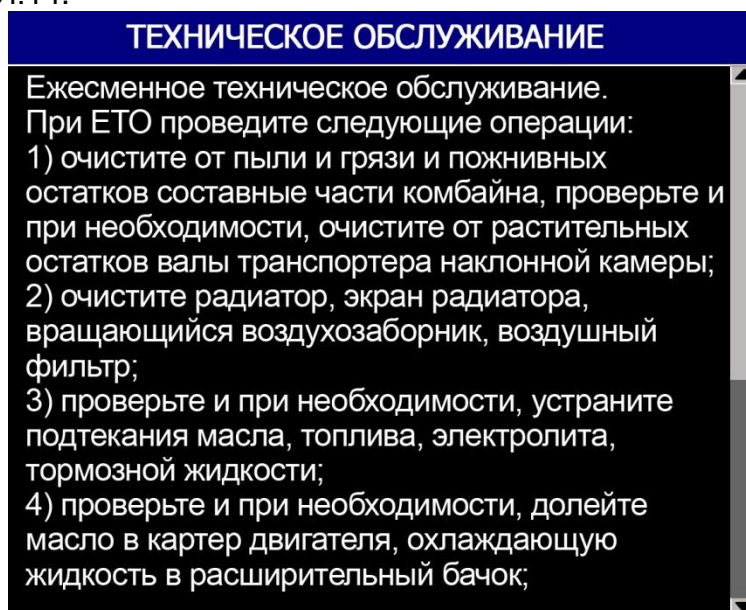 ТЕХНИЧЕСКОЕ ОБСЛУЖИВАНИЕ
Ежесменное техническое обслуживание.
При ЕТО проведите следующие операции:
1) очистите от пыли и грязи и пожнивных
остатков составные части комбайна, проверьте и
при необходимости, очистите от растительных
остатков валы транспортера наклонной камеры;
2) очистите радиатор, экран радиатора,
вращающийся воздухозаборник, воздушный
фильтр;
3) проверьте и при необходимости, устраните
подтекания масла, топлива, электролита,
тормозной жидкости;
4) проверьте и при необходимости, долейте
масло в картер двигателя, охлаждающую
жидкость в расширительный бачок;